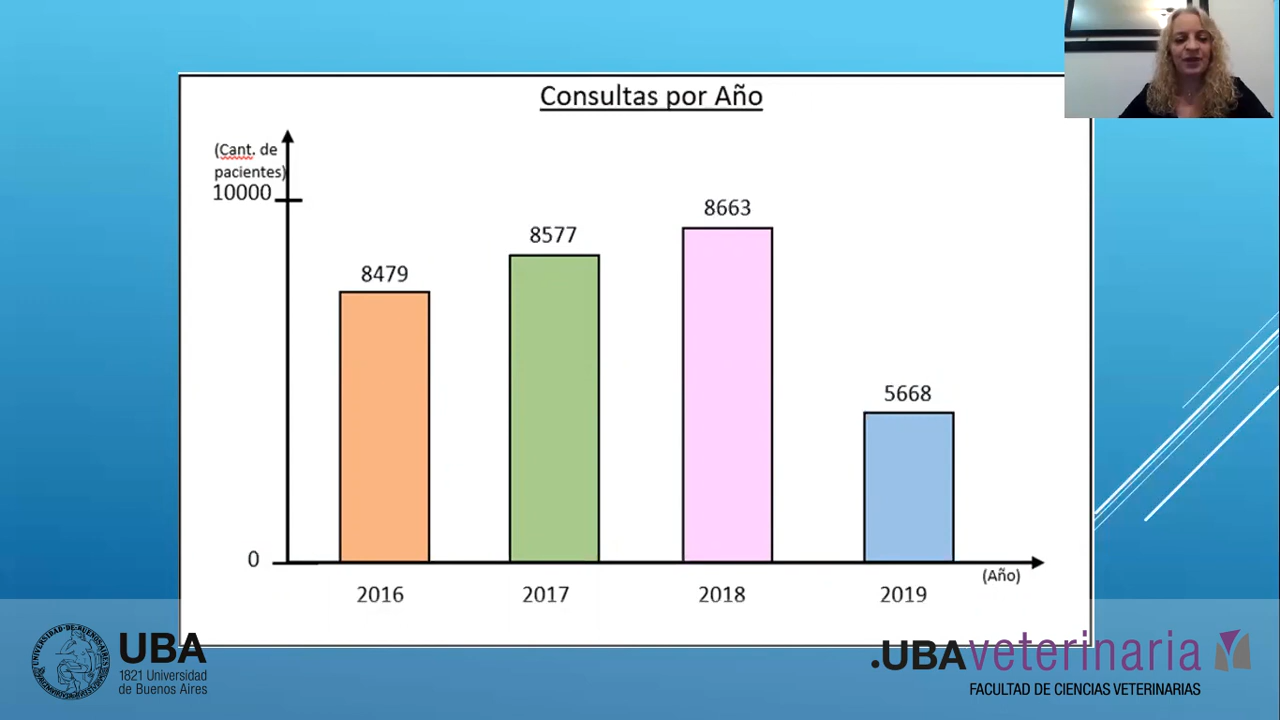 Consultas por Año
(Cant. de
pacientes)
10000
8479
8577
8663
5668
0
(Año)
2016
2017
2018
2019
UBA
1821 Universidad
de Buenos Aires
.UBAveterinaria
FACULTAD DE CIENCIAS VETERINARIAS